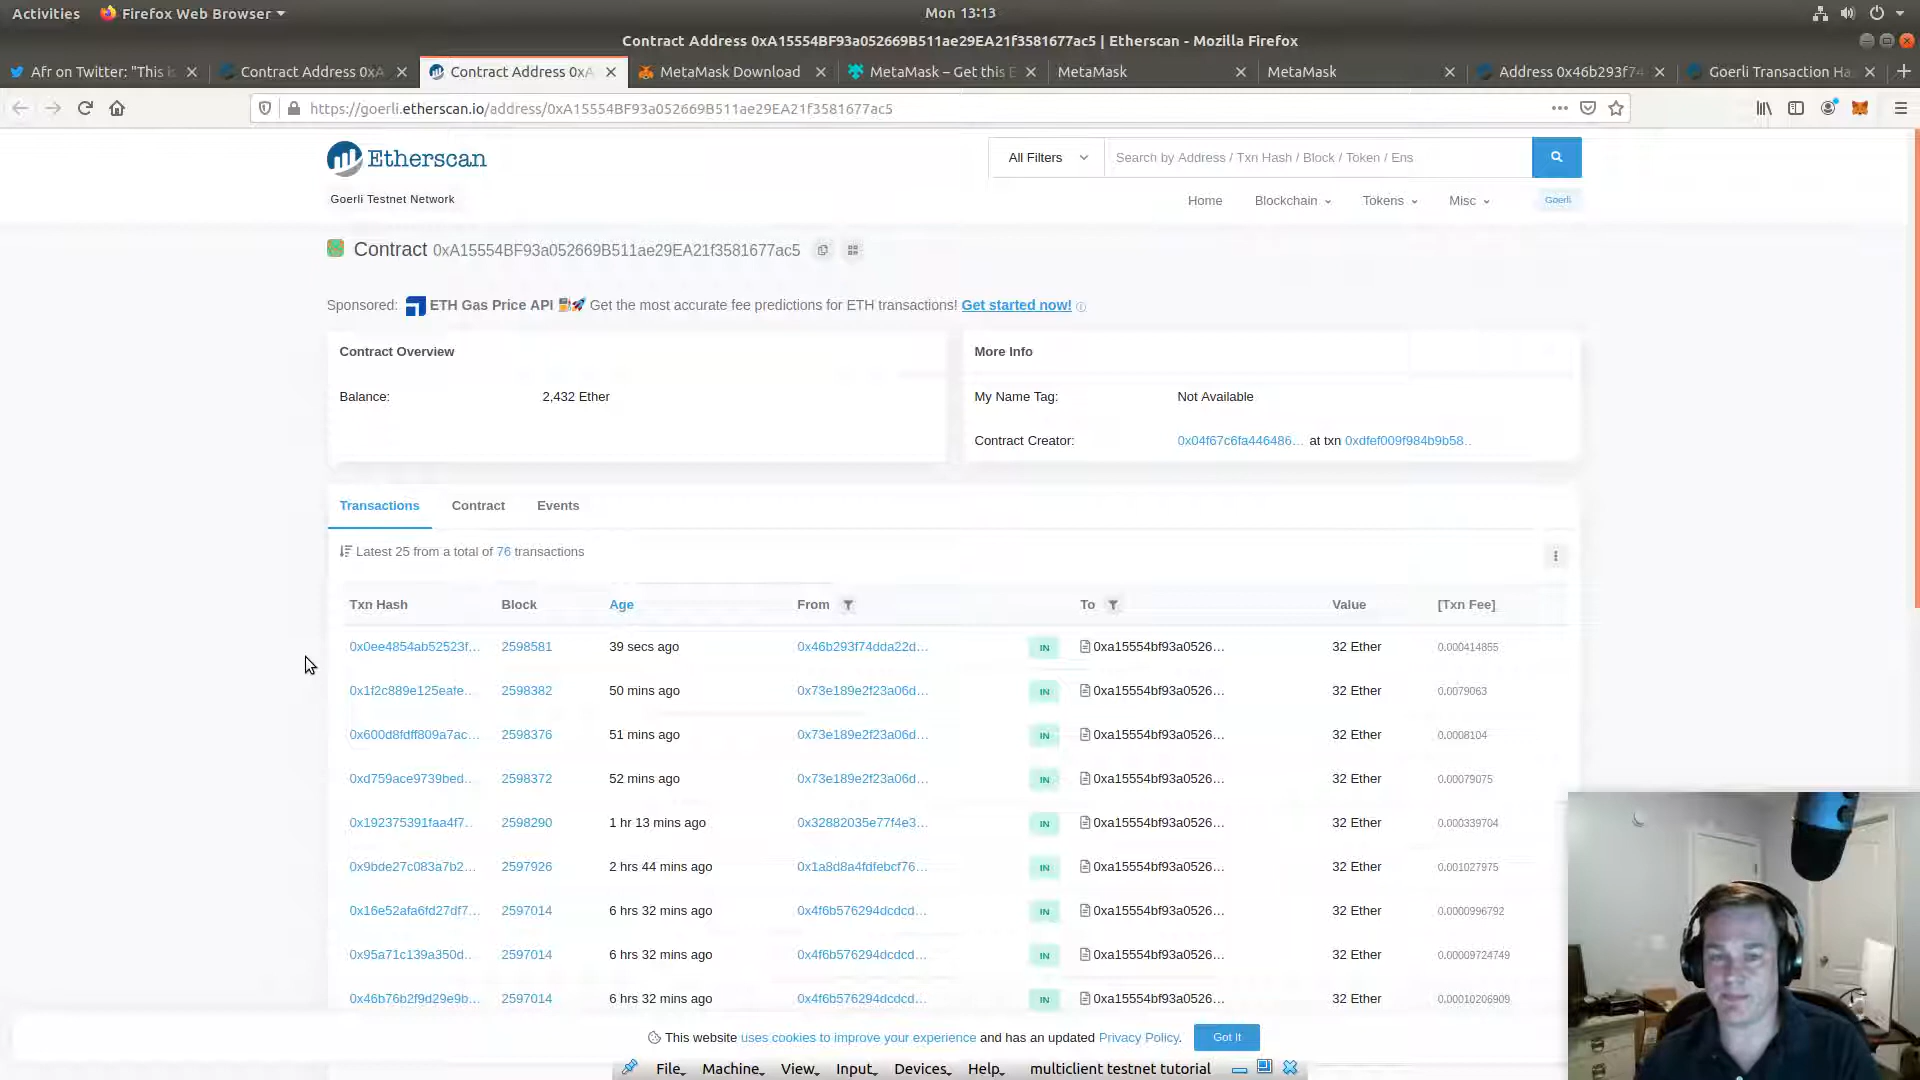 Activities Firefox Web Browser Mon 13:13
Contract Address 0xA15554BF93a052669B511ae29EA21f3581677ac5 | Etherscan - Mozilla Firefox
Afr on Twitter: "This is Contract Address 0xA Contract Address 0xA MetaMask Download MetaMask – Get this E MetaMask MetaMask Address 0x46b293f74 Goerli Transaction Ha
https://goerli.etherscan.io/address/0xA15554BF93a052669B511ae29EA21f3581677ac5
Etherscan All Filters Search by Address / Txn Hash / Block / Token / Ens
Goerli Testnet Network Home Blockchain Tokens Misc Goerli
Contract 0xA15554BF93a052669B511ae29EA21f3581677ac5
Sponsored: ETH Gas Price API Get the most accurate fee predictions for ETH transactions! Get started now!
Contract Overview More Info
Balance: 2,432 Ether My Name Tag: Not Available
Contract Creator: 0x04f67c6fa446486... at txn 0xdfef009f984b9b58..
Transactions Contract Events
Latest 25 from a total of 76 transactions
Txn Hash Block Age From To Value [Txn Fee]
0x0ee4854ab52523f... 2598581 39 secs ago 0x46b293f74dda22d... IN 0xa15554bf93a0526... 32 Ether 0.000414855
0x1f2c889e125eafe.. 2598382 50 mins ago 0x73e189e2f23a06d... IN 0xa15554bf93a0526... 32 Ether 0.0079063
0x600d8fdff809a7ac... 2598376 51 mins ago 0x73e189e2f23a06d... IN 0xa15554bf93a0526... 32 Ether 0.0008104
0xd759ace9739bed.. 2598372 52 mins ago 0x73e189e2f23a06d... IN 0xa15554bf93a0526... 32 Ether 0.00079075
0x192375391faa4f7.. 2598290 1 hr 13 mins ago 0x32882035e77f4e3... IN 0xa15554bf93a0526... 32 Ether 0.000339704
0x9bde27c083a7b2... 2597926 2 hrs 44 mins ago 0x1a8d8a4fdfebcf76... IN 0xa15554bf93a0526... 32 Ether 0.001027975
0x16e52afa6fd27df7... 2597014 6 hrs 32 mins ago 0x4f6b576294dcdcd... IN 0xa15554bf93a0526... 32 Ether 0.0000996792
0x95a71c139a350d.. 2597014 6 hrs 32 mins ago 0x4f6b576294dcdcd... IN 0xa15554bf93a0526... 32 Ether 0.00009724749
0x46b76b2f9d29e9b... 2597014 6 hrs 32 mins ago 0x4f6b576294dcdcd... IN 0xa15554bf93a0526... 32 Ether 0.00010206909
This website uses cookies to improve your experience and has an updated Privacy Policy. Got It
File Machine View Input Devices Help multiclient testnet tutorial